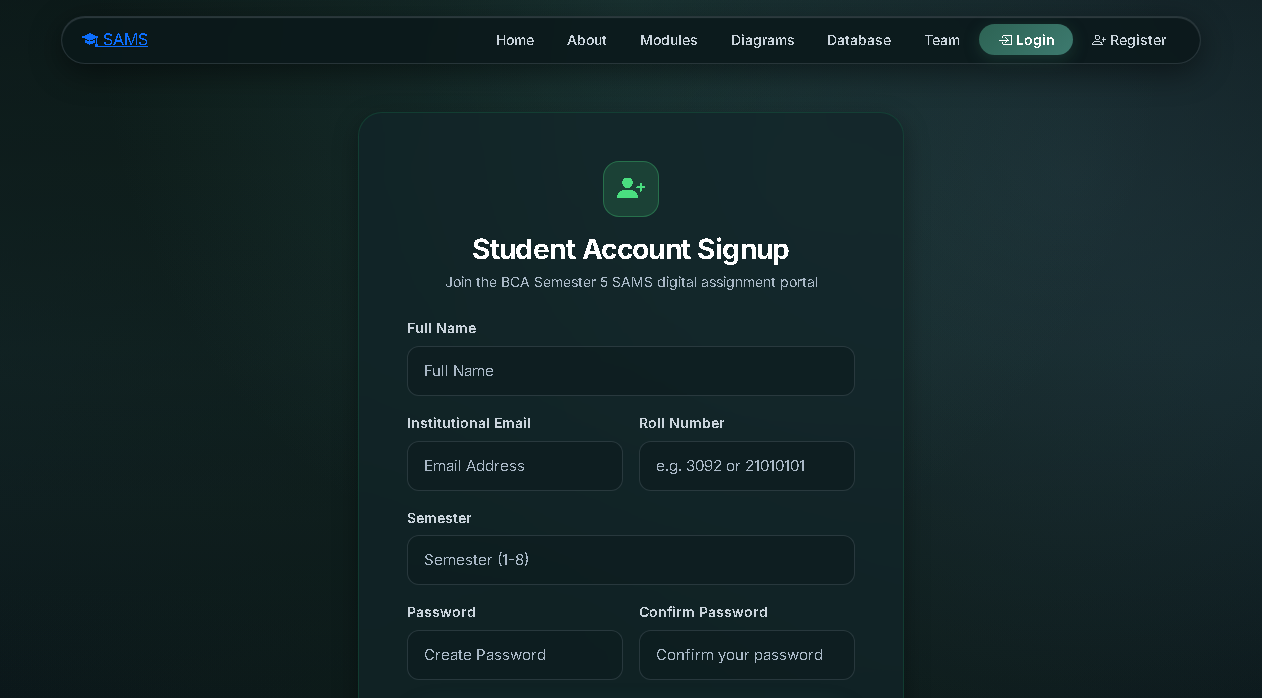 SAMS Home About Modules Diagrams Database Team Login Register
Student Account Signup
Join the BCA Semester 5 SAMS digital assignment portal
Full Name
Full Name
Institutional Email Roll Number
Email Address e.g. 3092 or 21010101
Semester
Semester (1-8)
Password Confirm Password
Create Password Confirm your password